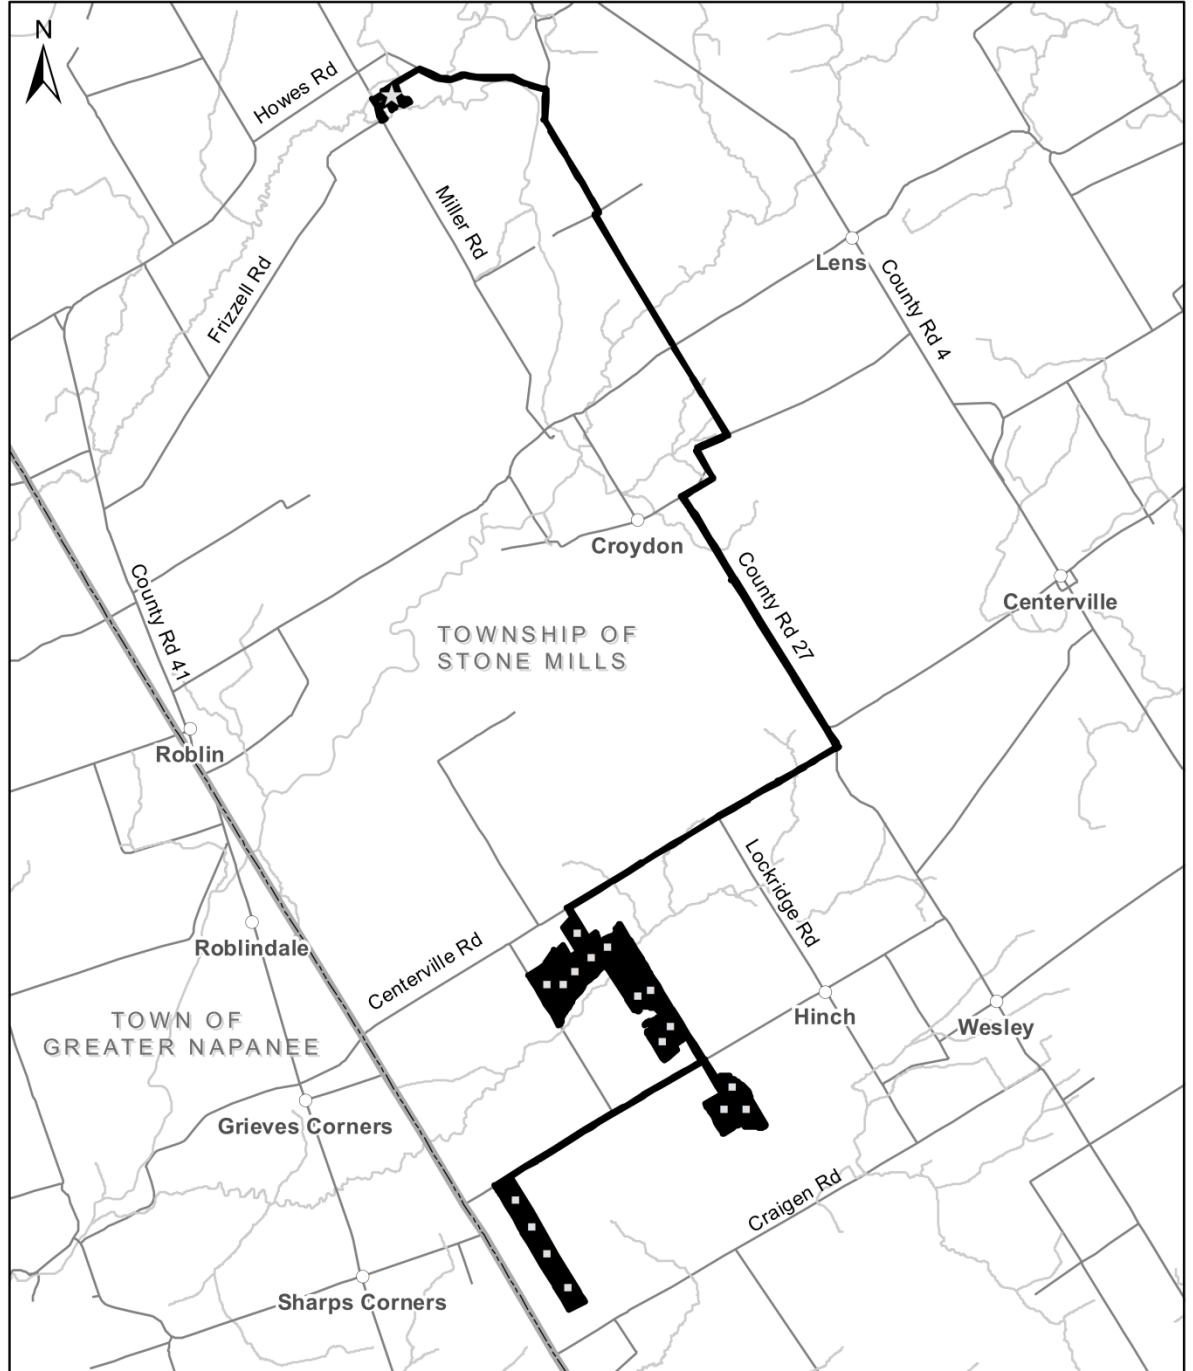 N
Howes Rd
Miller Rd
Frizzell Rd
Lens
County Rd 4
Croydon
Centerville
County Rd 27
County Rd 41
TOWNSHIP OF
STONE MILLS
Roblin
Lockridge Rd
Roblindale
Centerville Rd
Hinch
Wesley
TOWN OF
GREATER NAPANEE
Grieves Corners
Craigen Rd
Sharps Corners